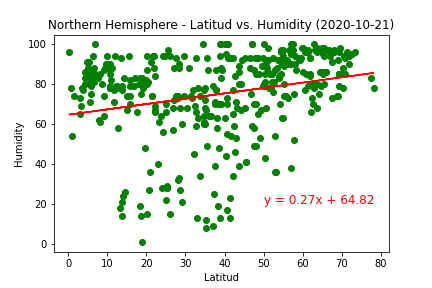 Northern Hemisphere - Latitud vs. Humidity (2020-10-21)
100
80
60
40
20
0
Humidity
y = 0.27x + 64.82
0 10 20 30 40 50 60 70 80
Latitud